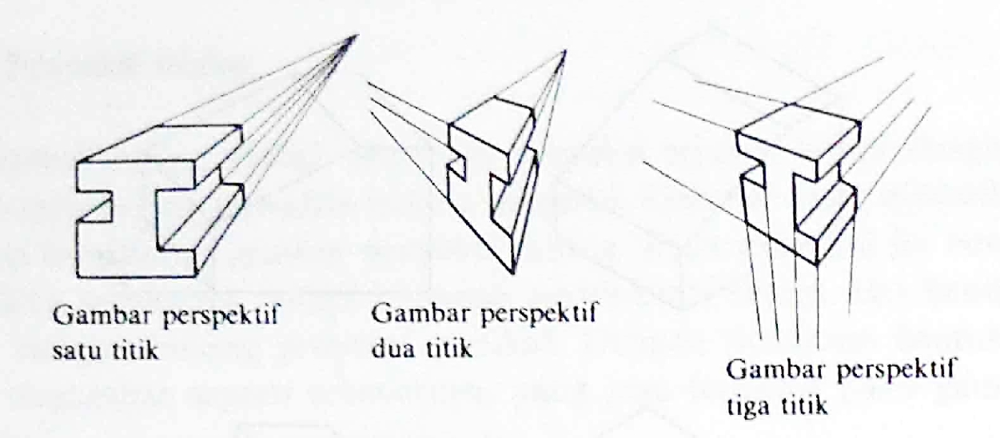 Gambar perspektif
satu titik
Gambar perspektif
dua titik
Gambar perspektif
tiga titik